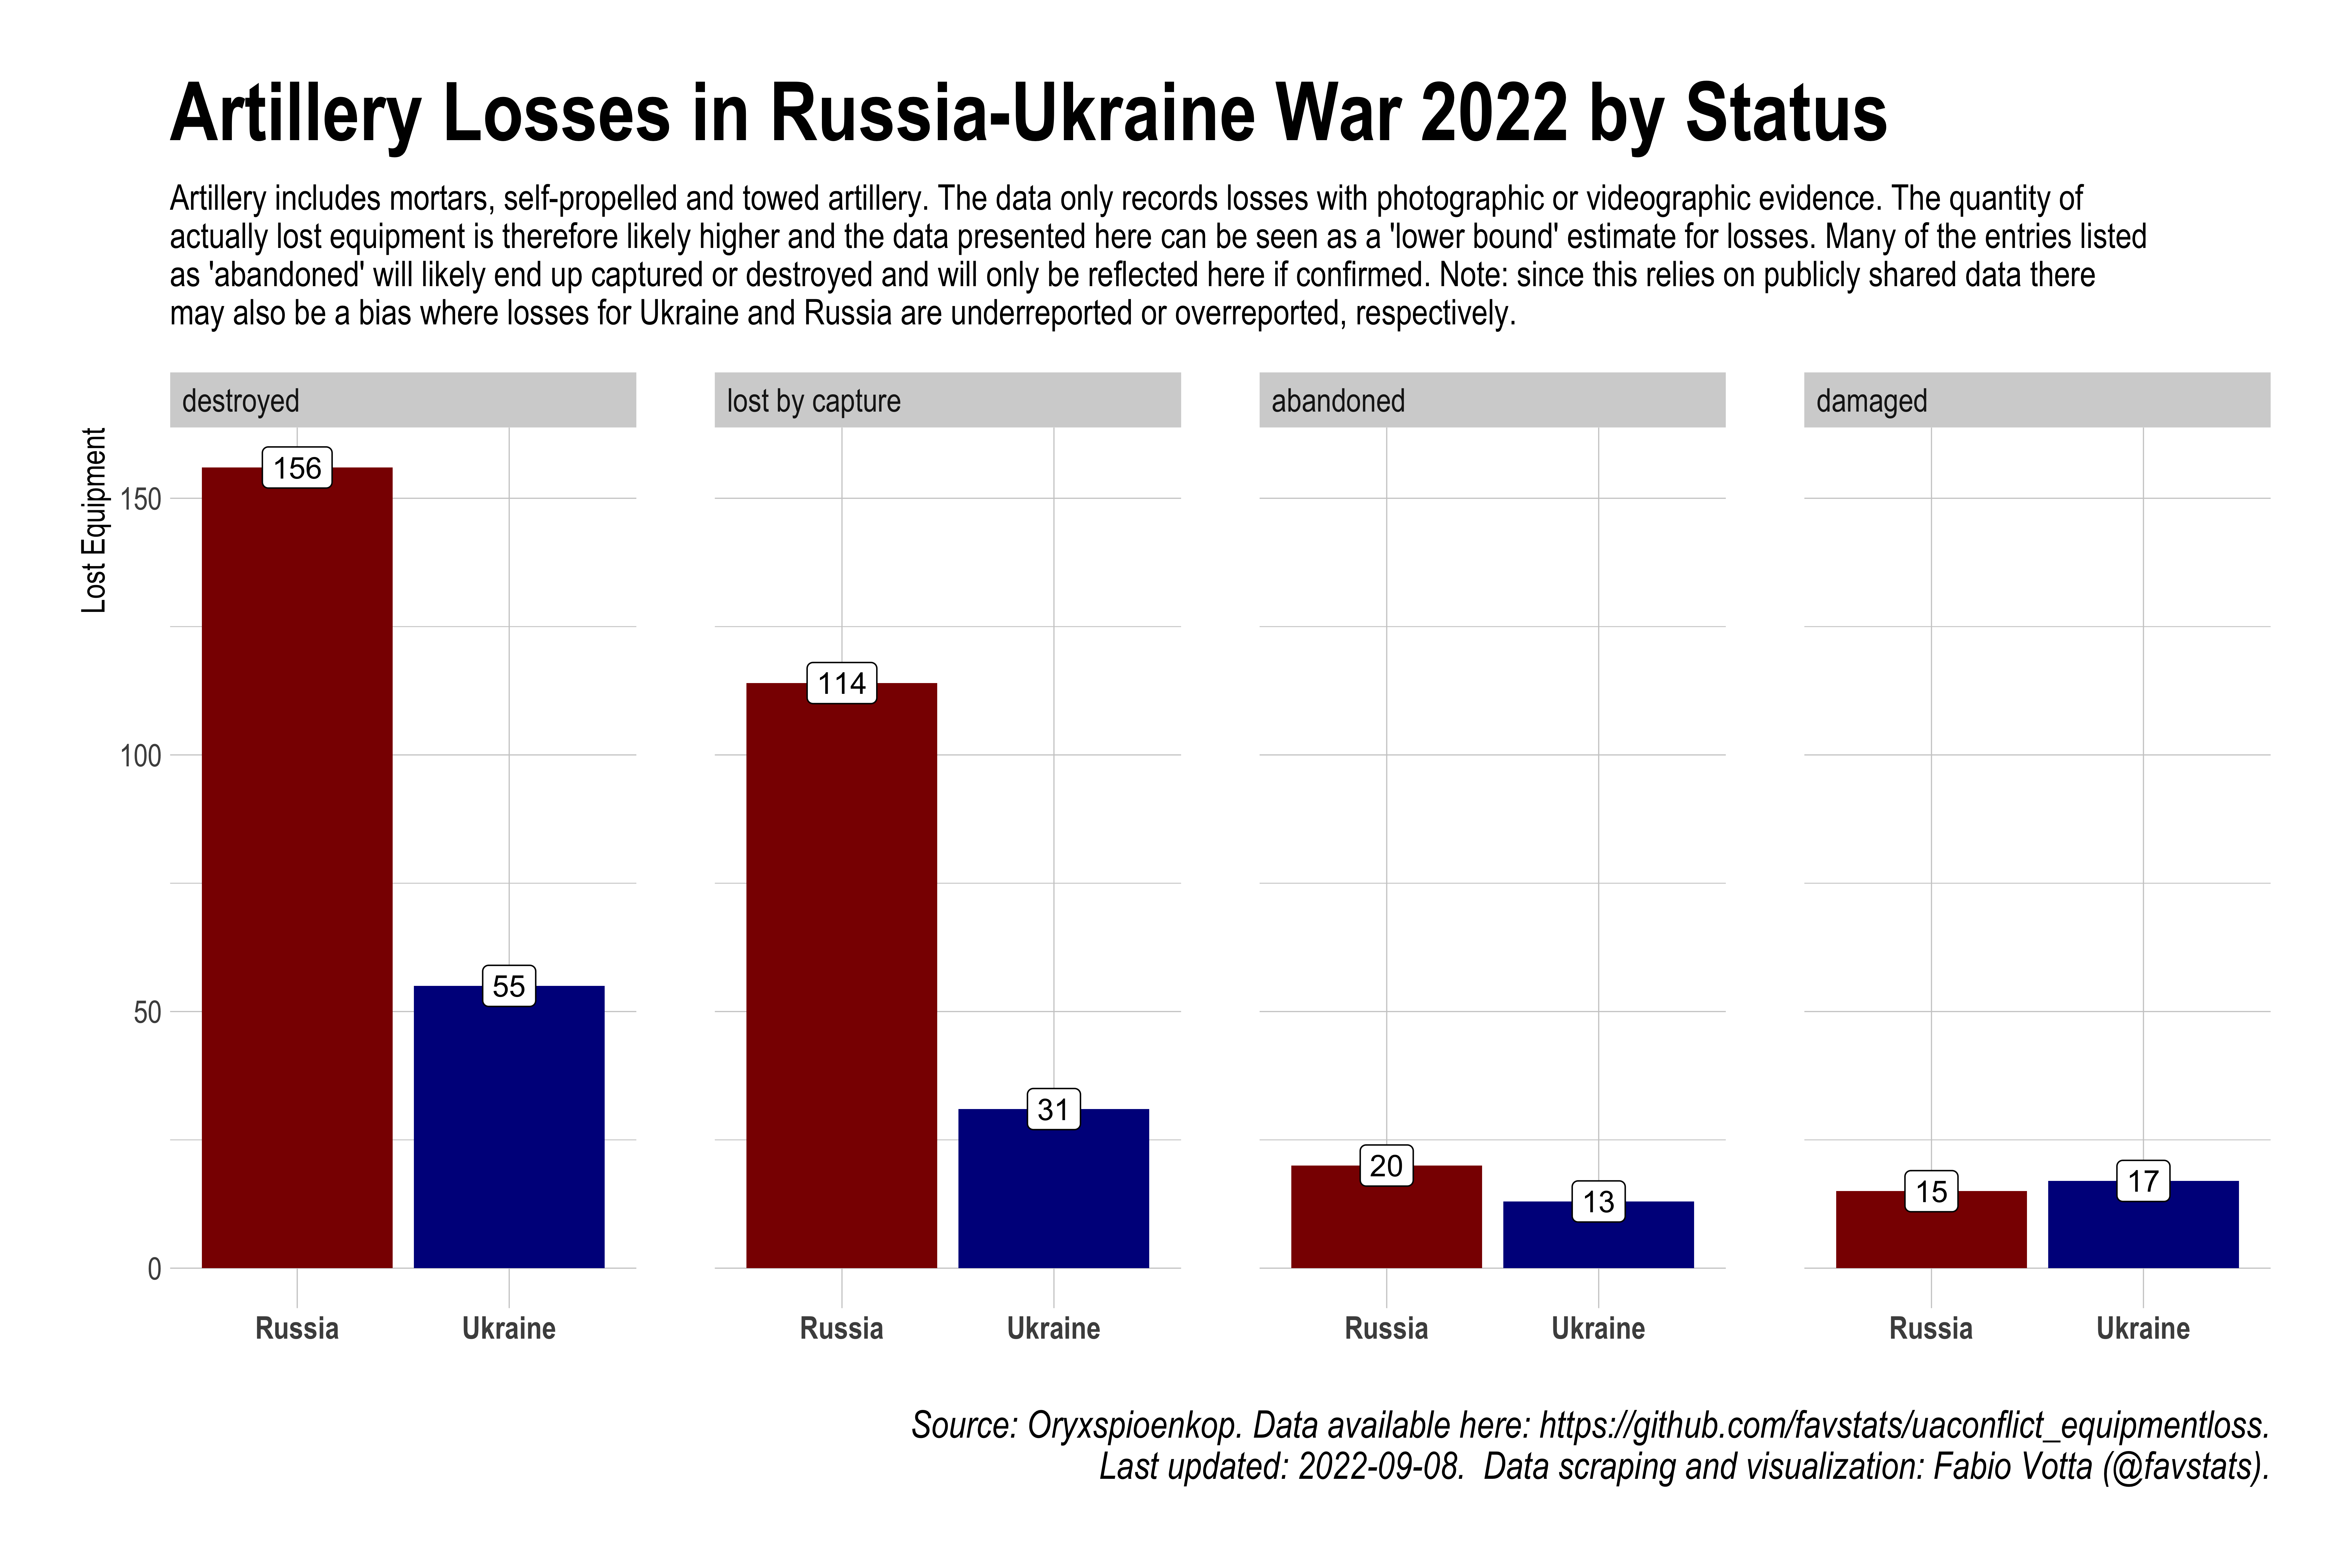 Artillery Losses in Russia-Ukraine War 2022 by Status
Artillery includes mortars, self-propelled and towed artillery. The data only records losses with photographic or videographic evidence. The quantity of
actually lost equipment is therefore likely higher and the data presented here can be seen as a 'lower bound' estimate for losses. Many of the entries listed
as 'abandoned' will likely end up captured or destroyed and will only be reflected here if confirmed. Note: since this relies on publicly shared data there
may also be a bias where losses for Ukraine and Russia are underreported or overreported, respectively.
destroyed
lost by capture
abandoned
damaged
Lost Equipment
150
100
50
0
156
55
114
31
20
13
15
17
Russia
Ukraine
Russia
Ukraine
Russia
Ukraine
Russia
Ukraine
Source: Oryxspioenkop. Data available here: https://github.com/favstats/uaconflict_equipmentloss.
Last updated: 2022-09-08.  Data scraping and visualization: Fabio Votta (@favstats).